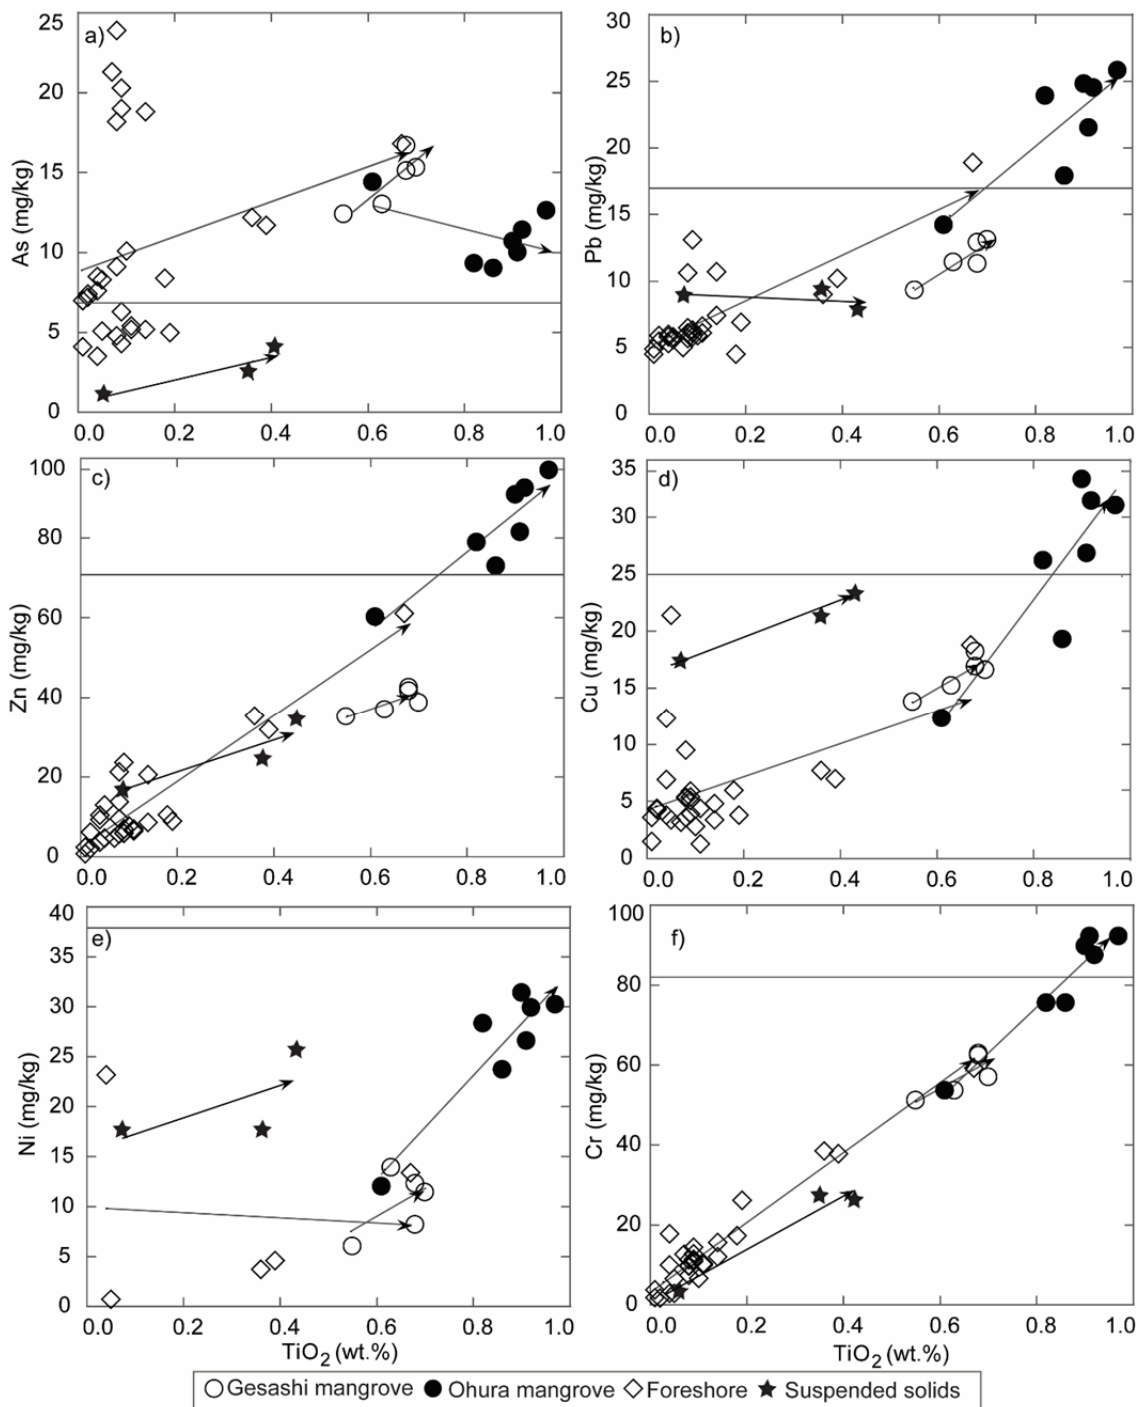 a)
25
20
15
10
5
0
As (mg/kg)
0.0 0.2 0.4 0.6 0.8 1.0
b)
30
25
20
15
10
5
0
Pb (mg/kg)
0.0 0.2 0.4 0.6 0.8 1.0
c)
100
80
60
40
20
0
Zn (mg/kg)
0.0 0.2 0.4 0.6 0.8 1.0
d)
35
30
25
20
15
10
5
0
Cu (mg/kg)
0.0 0.2 0.4 0.6 0.8 1.0
e)
40
35
30
25
20
15
10
5
0
Ni (mg/kg)
0.0 0.2 0.4 0.6 0.8 1.0
TiO2 (wt.%)
f)
100
80
60
40
20
0
Cr (mg/kg)
0.0 0.2 0.4 0.6 0.8 1.0
TiO2 (wt.%)
Gesashi mangrove Ohura mangrove Foreshore Suspended solids